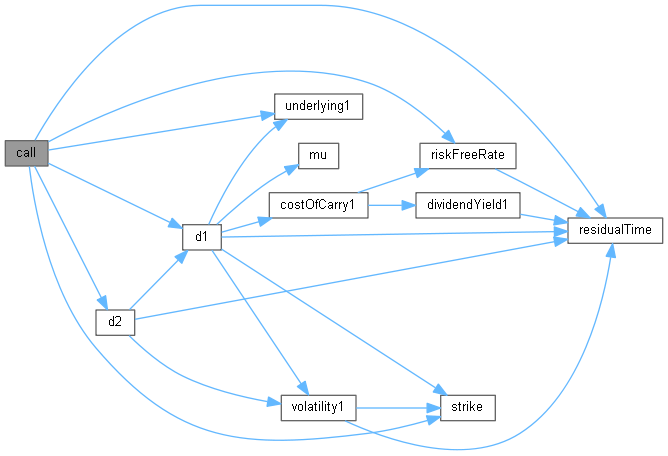 call
underlying1
mu
riskFreeRate
costOfCarry1
dividendYield1
d1
residualTime
d2
volatility1
strike